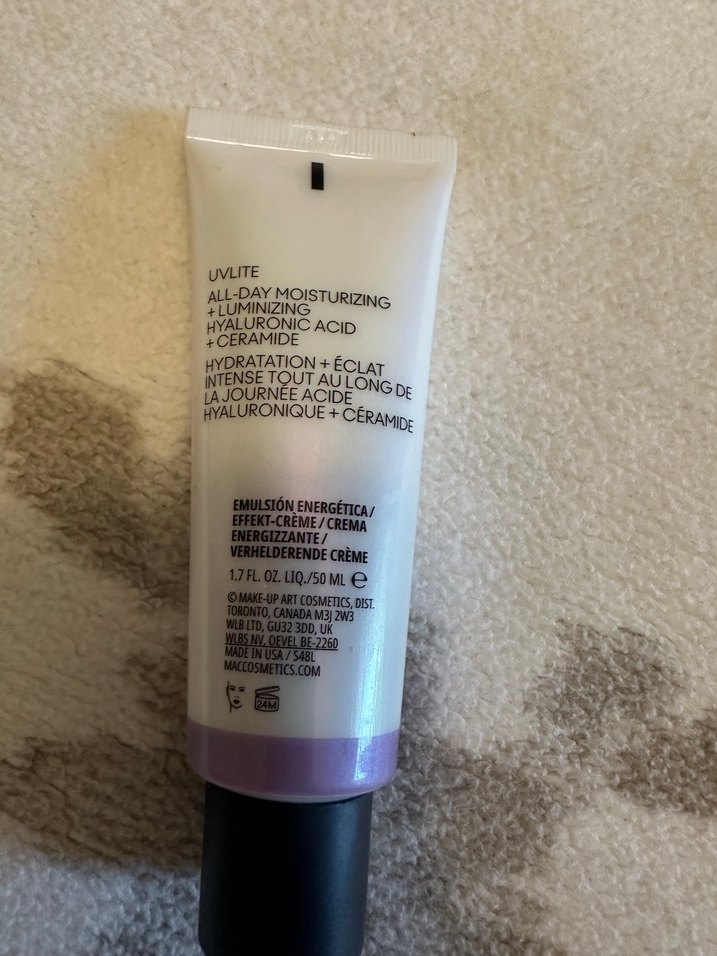 UVLITE
ALL-DAY MOISTURIZING
+ LUMINIZING
HYALURONIC ACID
+ CERAMIDE
HYDRATATION + ÉCLAT
INTENSE TOUT AU LONG DE
LA JOURNÉE ACIDE
HYALURONIQUE + CÉRAMIDE
EMULSIÓN ENERGÉTICA /
EFFEKT-CRÈME / CREMA
ENERGIZZANTE /
VERHELDERENDE CRÈME
1.7 FL. OZ. LIQ./50 ML ℮
© MAKE-UP ART COSMETICS, DIST.
TORONTO, CANADA M3J 2W3
WLB LTD, GU32 3DD, UK
WLBS NV, OEVEL BE-2260
MADE IN USA / S48L
MACCOSMETICS.COM
24M